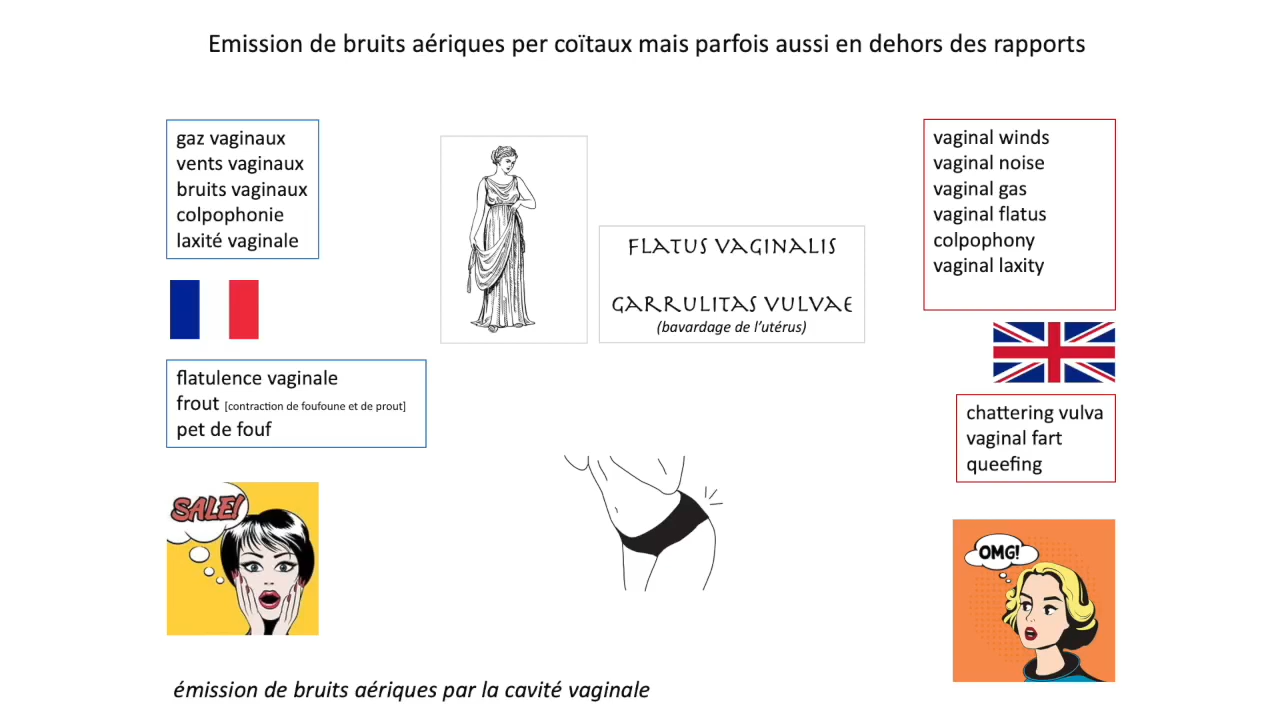 Emission de bruits aériques per coïtaux mais parfois aussi en dehors des rapports
gaz vaginaux
vents vaginaux
bruits vaginaux
colpophonie
laxité vaginale
flatulence vaginale
frout [contraction de foufoune et de prout]
pet de fouf
SALE!
FLATUS VAGINALIS
GARRULITAS VULVAE
(bavardage de l'utérus)
vaginal winds
vaginal noise
vaginal gas
vaginal flatus
colpophony
vaginal laxity
chattering vulva
vaginal fart
queefing
OMG!
émission de bruits aériques par la cavité vaginale